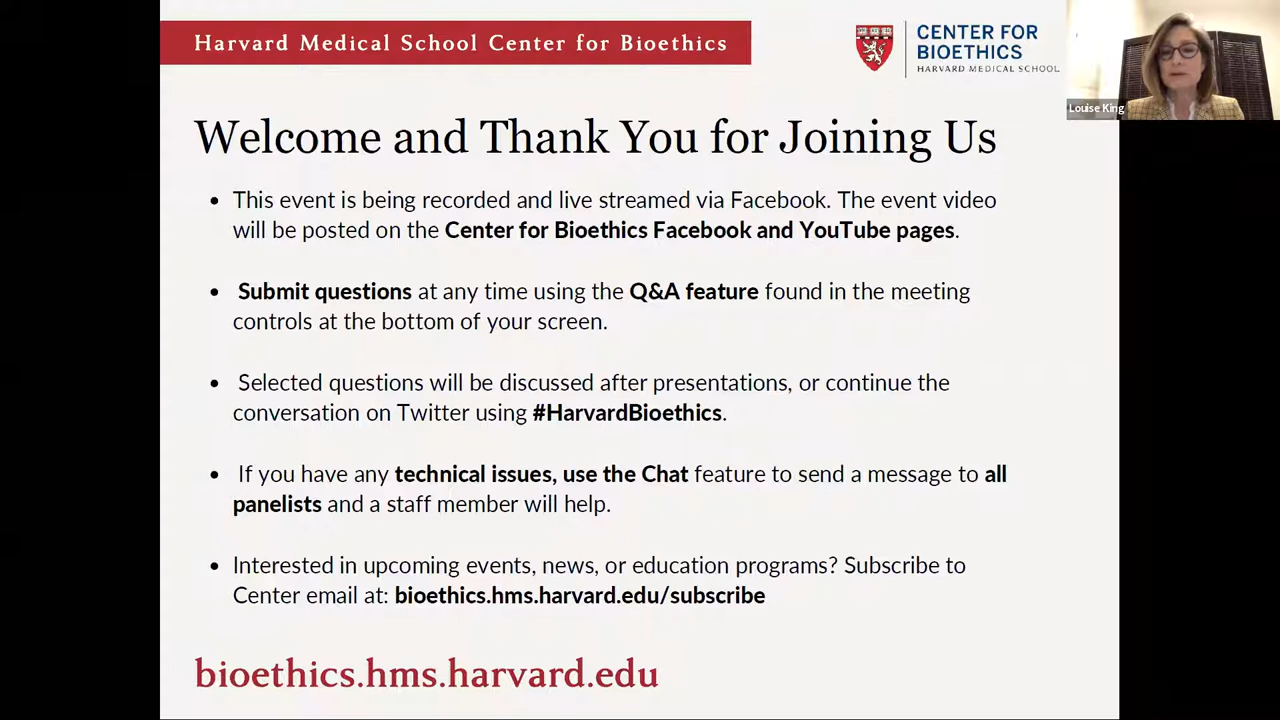 Harvard Medical School Center for Bioethics
CENTER FOR
BIOETHICS
HARVARD MEDICAL SCHOOL
Louise King
Welcome and Thank You for Joining Us
• This event is being recorded and live streamed via Facebook. The event video
will be posted on the Center for Bioethics Facebook and YouTube pages.
• Submit questions at any time using the Q&A feature found in the meeting
controls at the bottom of your screen.
• Selected questions will be discussed after presentations, or continue the
conversation on Twitter using #HarvardBioethics.
• If you have any technical issues, use the Chat feature to send a message to all
panelists and a staff member will help.
• Interested in upcoming events, news, or education programs? Subscribe to
Center email at: bioethics.hms.harvard.edu/subscribe
bioethics.hms.harvard.edu